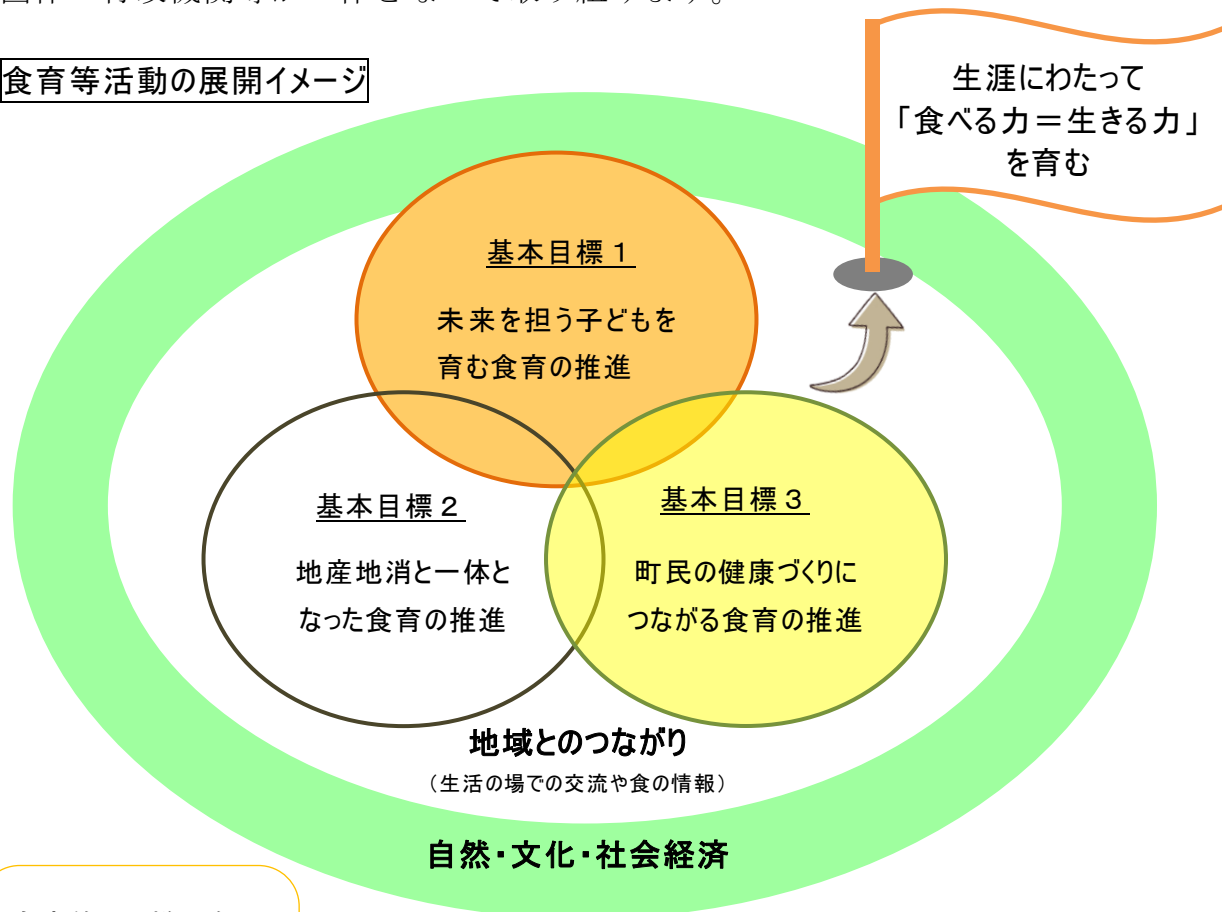 食育等活動の展開イメージ
生涯にわたって
「食べる力＝生きる力」
を育む
基本目標１
未来を担う子どもを
育む食育の推進
基本目標２
地産地消と一体と
なった食育の推進
基本目標３
町民の健康づくりに
つながる食育の推進
地域とのつながり
（生活の場での交流や食の情報）
自然・文化・社会経済